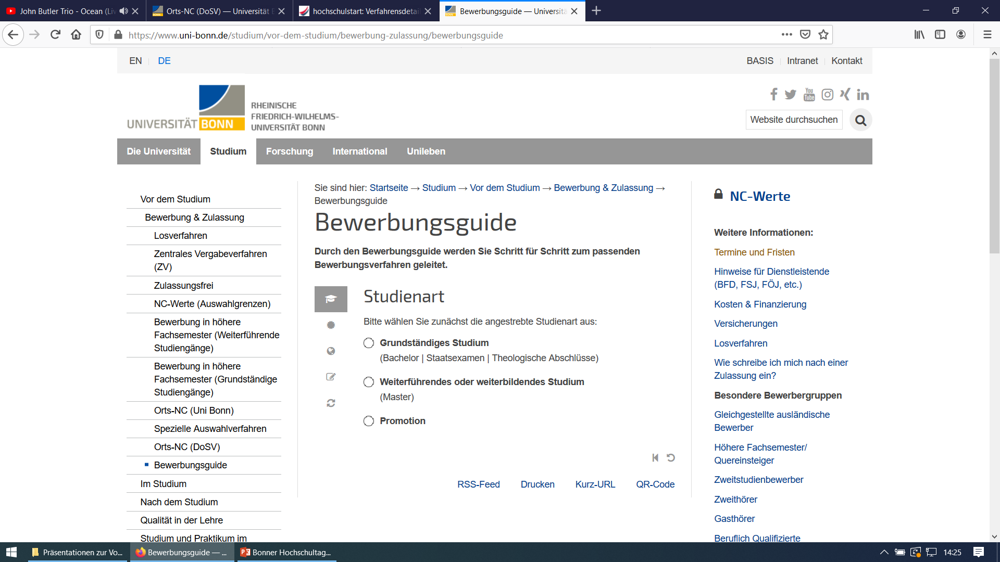 John Butler Trio - Ocean (Liv
Orts-NC (DoSV) — Universität B
hochschulstart: Verfahrensdetail
Bewerbungsguide — Universitä
https://www.uni-bonn.de/studium/vor-dem-studium/bewerbung-zulassung/bewerbungsguide
EN
DE
BASIS
Intranet
Kontakt
UNIVERSITÄT BONN
RHEINISCHE
FRIEDRICH-WILHELMS-
UNIVERSITÄT BONN
You
Tube
Website durchsuchen
Die Universität
Studium
Forschung
International
Unileben
Vor dem Studium
Bewerbung & Zulassung
Losverfahren
Zentrales Vergabeverfahren
(ZV)
Zulassungsfrei
NC-Werte (Auswahlgrenzen)
Bewerbung in höhere
Fachsemester (Weiterführende
Studiengänge)
Bewerbung in höhere
Fachsemester (Grundständige
Studiengänge)
Orts-NC (Uni Bonn)
Spezielle Auswahlverfahren
Orts-NC (DoSV)
Bewerbungsguide
Im Studium
Nach dem Studium
Qualität in der Lehre
Studium und Praktikum im
Sie sind hier: Startseite → Studium → Vor dem Studium → Bewerbung & Zulassung →
Bewerbungsguide
Bewerbungsguide
Durch den Bewerbungsguide werden Sie Schritt für Schritt zum passenden
Bewerbungsverfahren geleitet.
Studienart
Bitte wählen Sie zunächst die angestrebte Studienart aus:
Grundständiges Studium
(Bachelor | Staatsexamen | Theologische Abschlüsse)
Weiterführendes oder weiterbildendes Studium
(Master)
Promotion
RSS-Feed
Drucken
Kurz-URL
QR-Code
NC-Werte
Weitere Informationen:
Termine und Fristen
Hinweise für Dienstleistende
(BFD, FSJ, FÖJ, etc.)
Kosten & Finanzierung
Versicherungen
Losverfahren
Wie schreibe ich mich nach einer
Zulassung ein?
Besondere Bewerbergruppen
Gleichgestellte ausländische
Bewerber
Höhere Fachsemester/
Quereinsteiger
Zweitstudienbewerber
Zweithörer
Gasthörer
Beruflich Qualifizierte
Präsentationen zur Vo...
Bewerbungsguide — ...
Bonner Hochschultag...
14:25